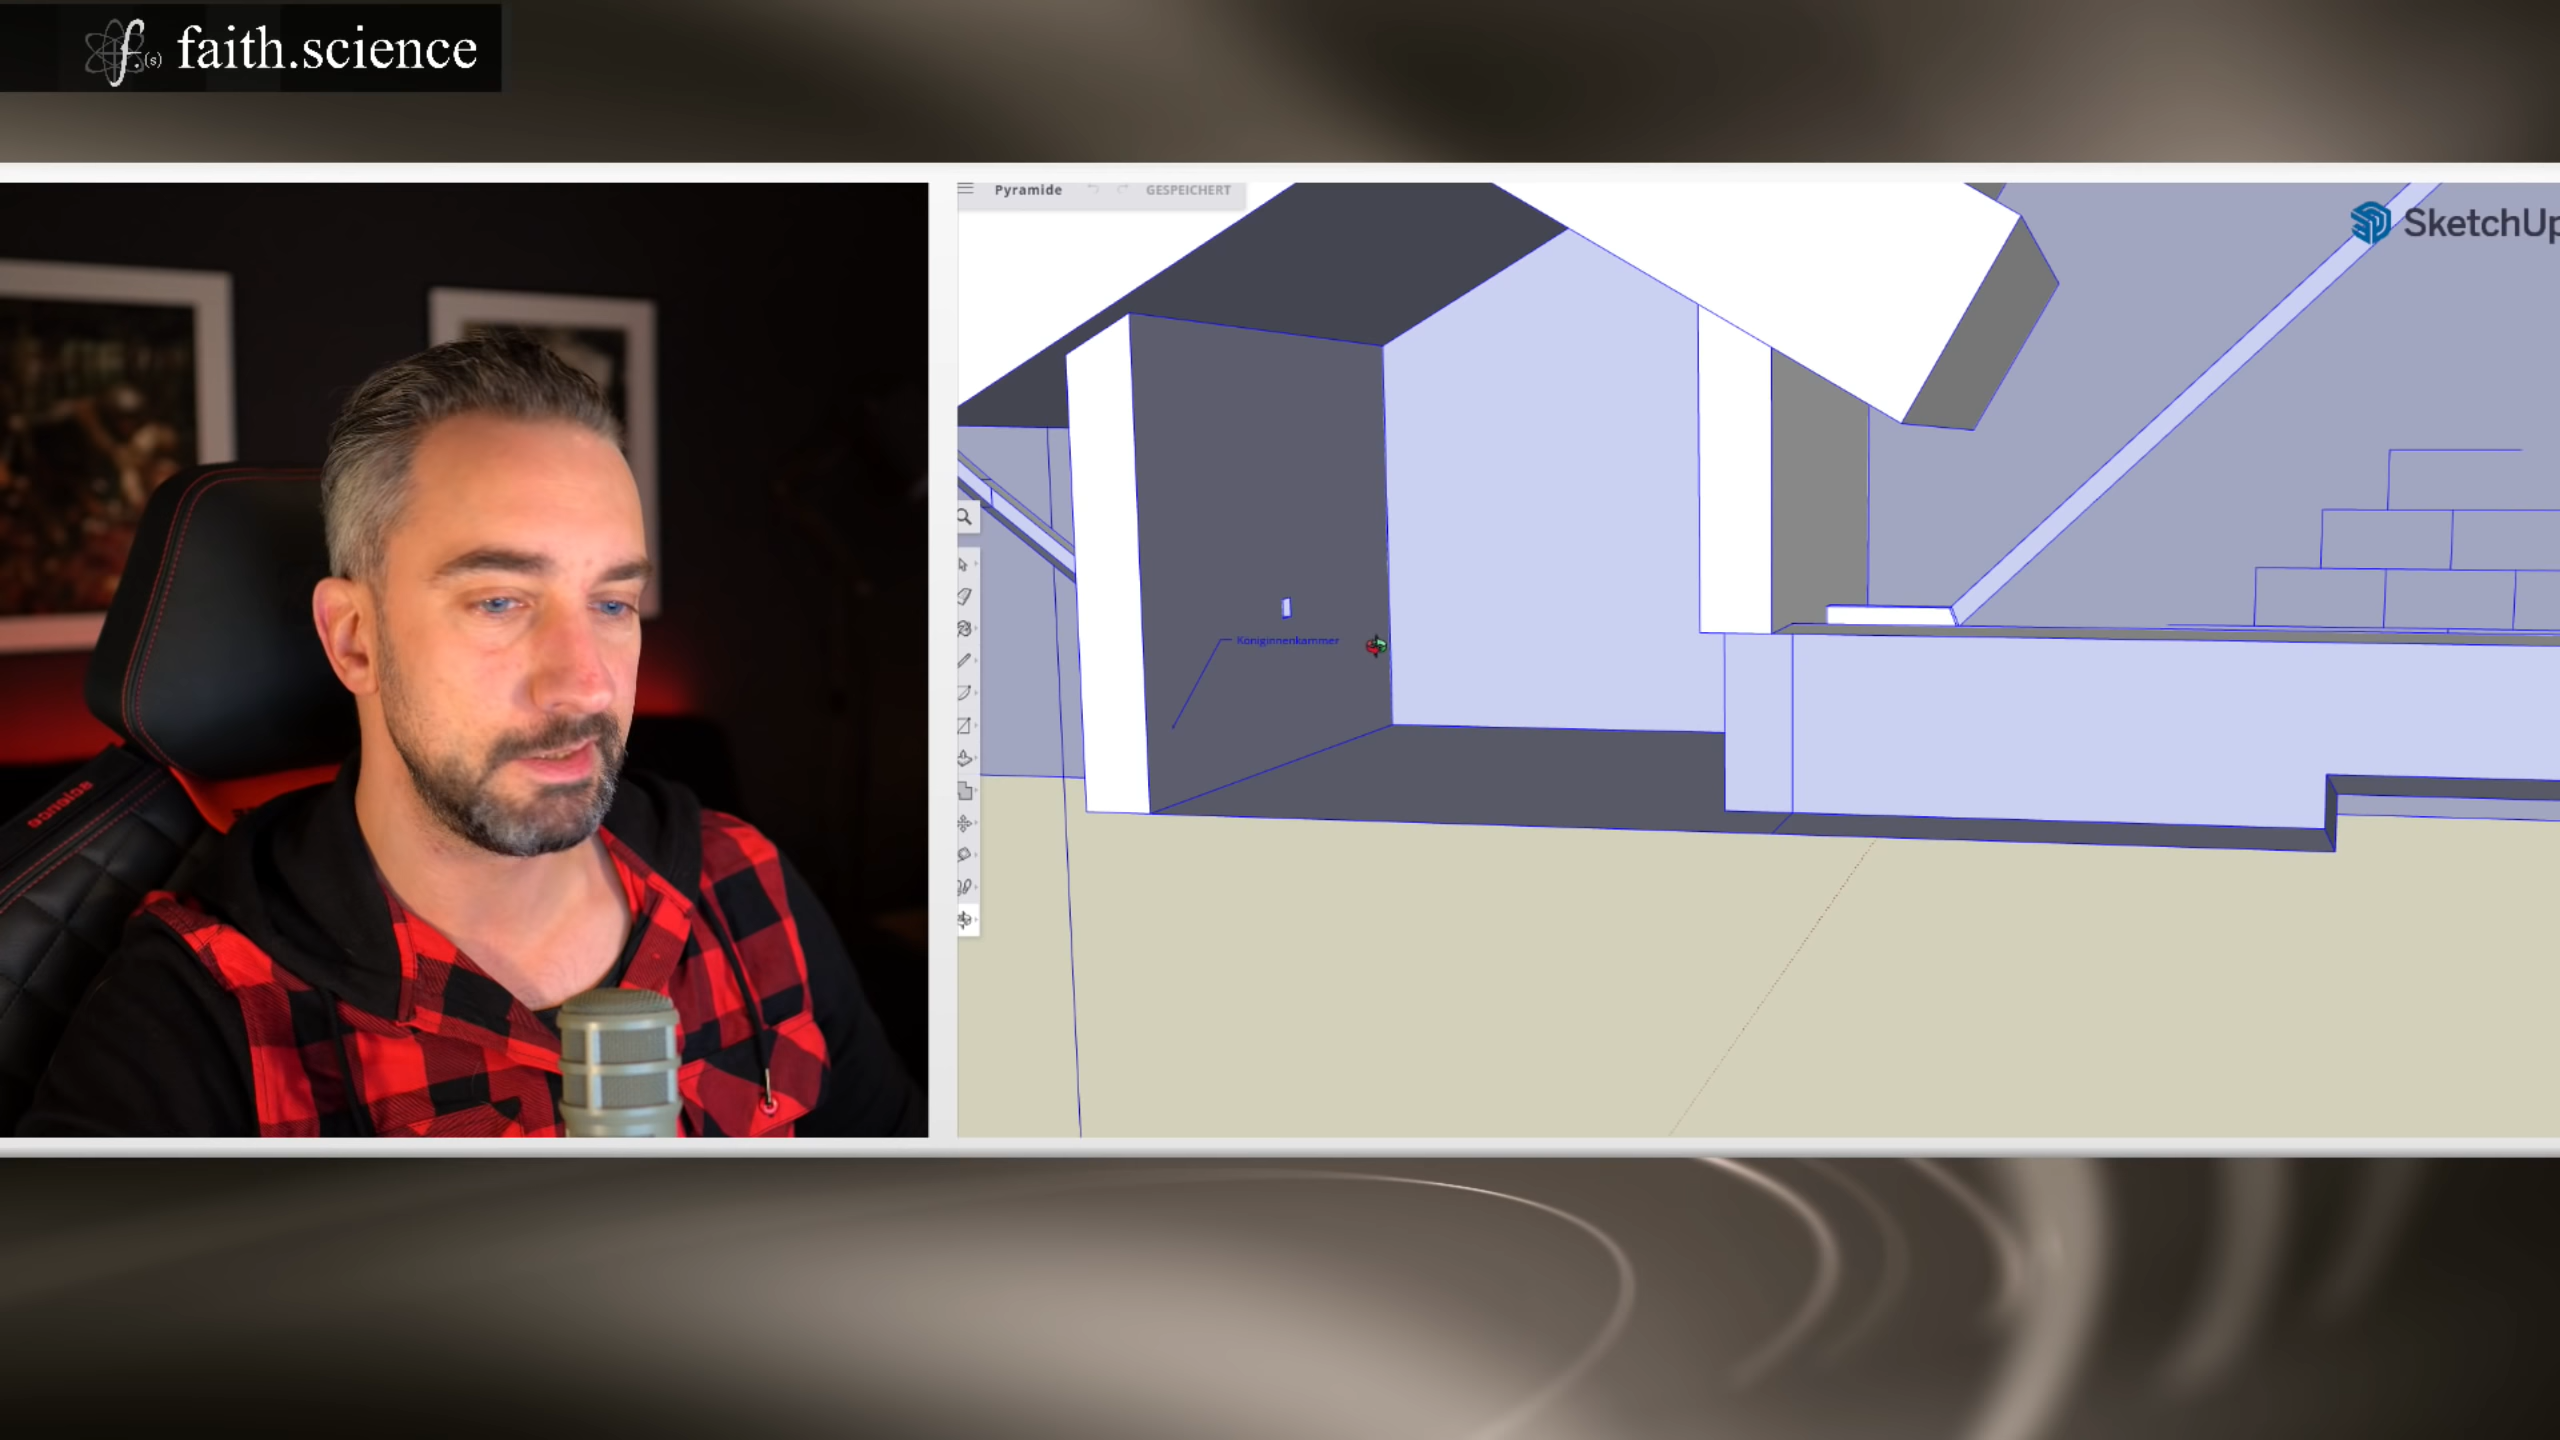 f.(s) faith.science
Pyramide GESPEICHERT
SketchUp
Königinnenkammer